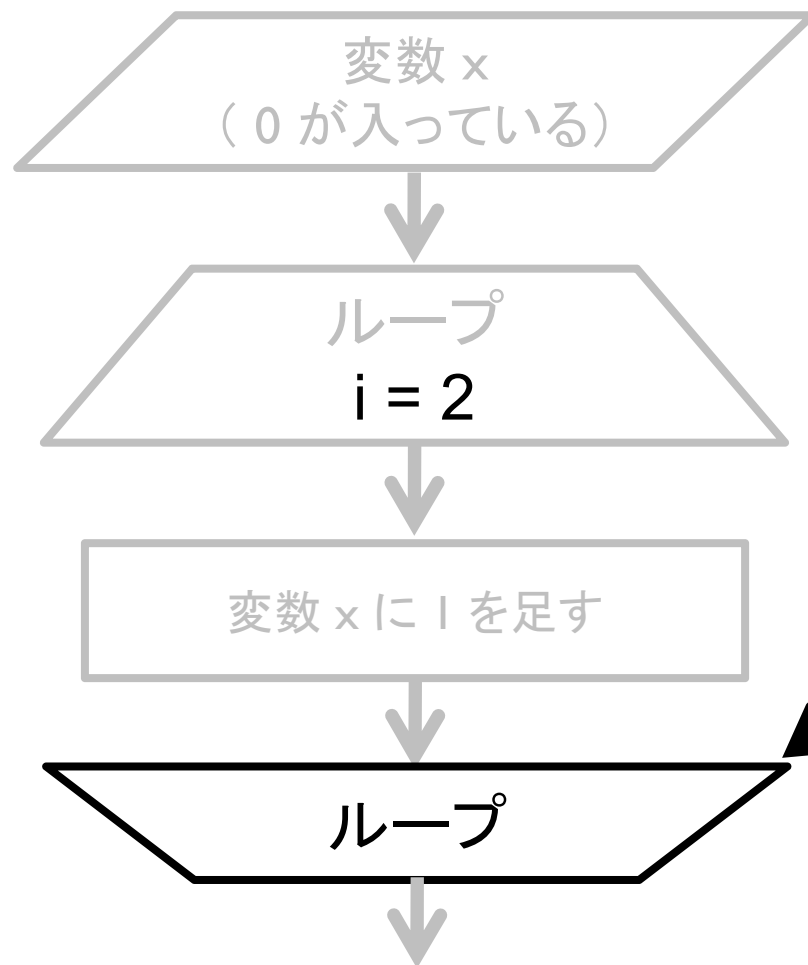 変数 x
（ 0 が入っている）
ループ
i = 2
変数 x に 1 を足す
ループ